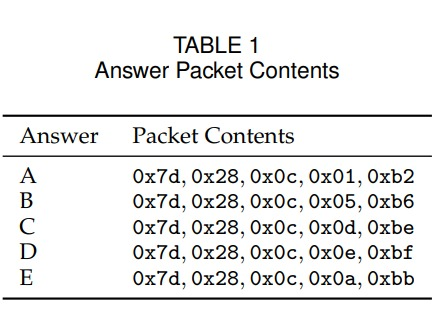 TABLE 1
Answer Packet Contents
Answer Packet Contents
A 0x7d, 0x28, 0x0c, 0x01, 0xb2
B 0x7d, 0x28, 0x0c, 0x05, 0xb6
C 0x7d, 0x28, 0x0c, 0x0d, 0xbe
D 0x7d, 0x28, 0x0c, 0x0e, 0xbf
E 0x7d, 0x28, 0x0c, 0x0a, 0xbb